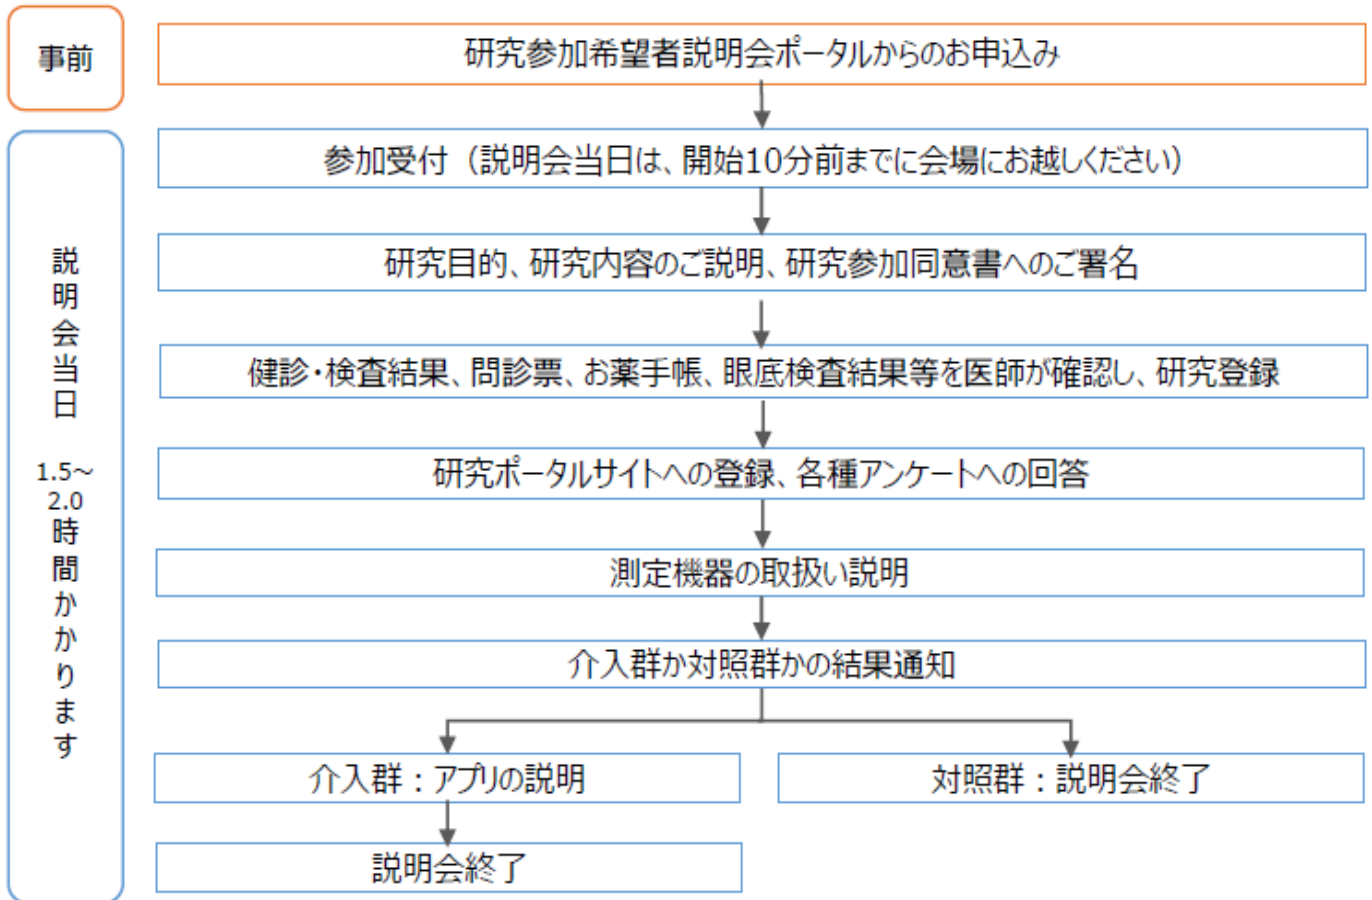 事前
研究参加希望者説明会ポータルからのお申込み
参加受付（説明会当日は、開始10分前までに会場にお越しください）
研究目的、研究内容のご説明、研究参加同意書へのご署名
健診・検査結果、問診票、お薬手帳、眼底検査結果等を医師が確認し、研究登録
研究ポータルサイトへの登録、各種アンケートへの回答
測定機器の取扱い説明
介入群か対照群かの結果通知
介入群：アプリの説明
対照群：説明会終了
説明会終了
説明会当日
1.5～
2.0
時間かかります